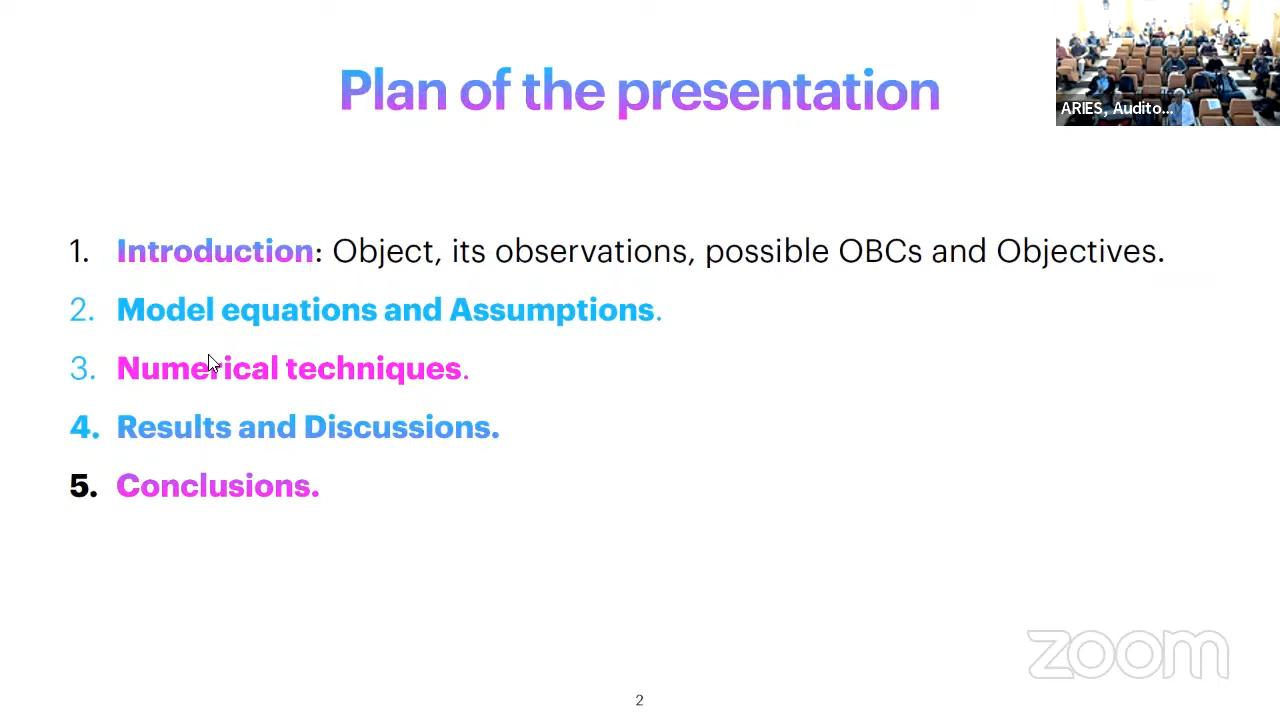 Plan of the presentation
ARIES, Audito...
1. Introduction: Object, its observations, possible OBCs and Objectives.
2. Model equations and Assumptions.
3. Numerical techniques.
4. Results and Discussions.
5. Conclusions.
zoom
2